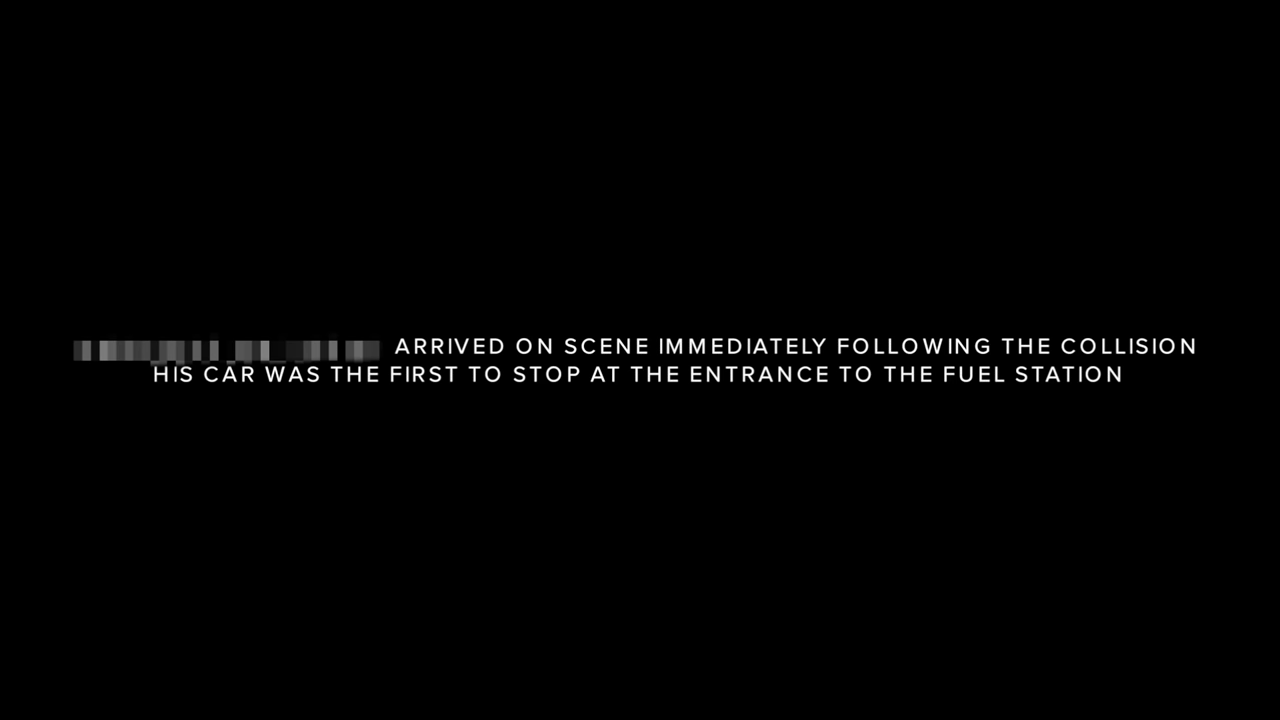 ARRIVED ON SCENE IMMEDIATELY FOLLOWING THE COLLISION
HIS CAR WAS THE FIRST TO STOP AT THE ENTRANCE TO THE FUEL STATION